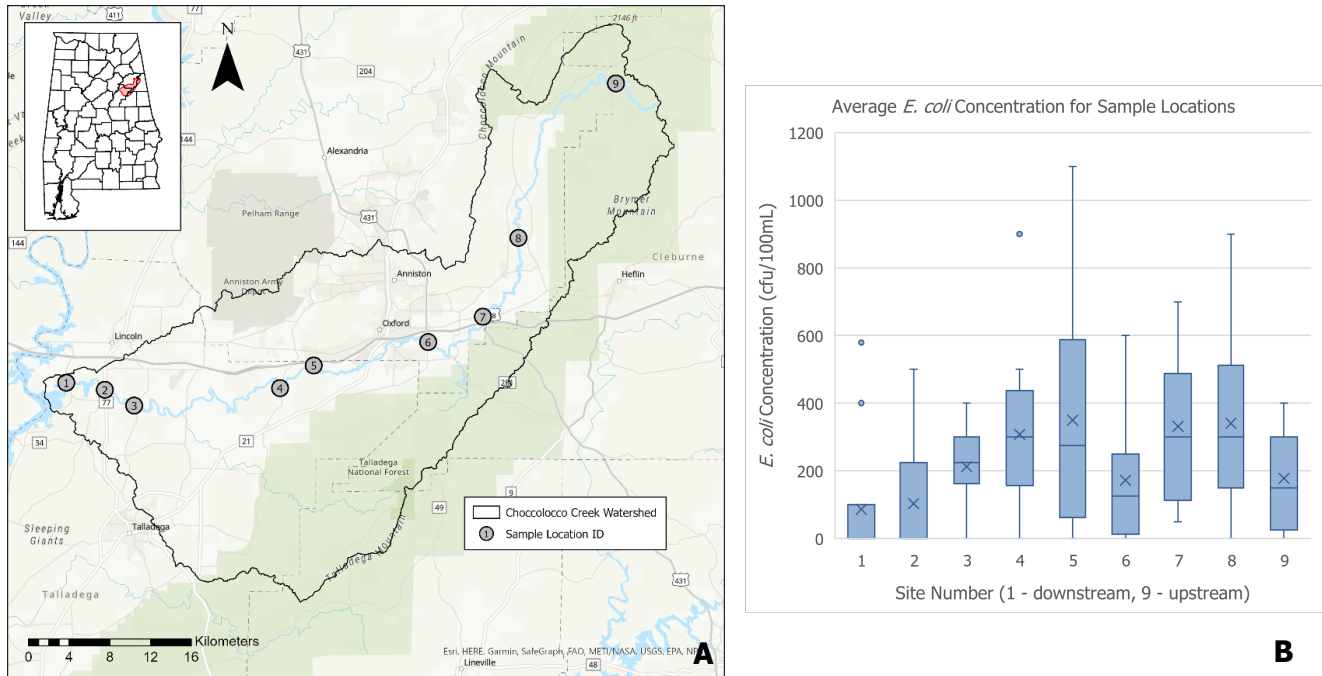 411
431
2146 ft
N
204
Choccolocco Mountain
9
144
Alexandria
Pelham Range
431
Brymer
Mountain
144
8
Cleburne
Anniston
Heflin
Anniston Army
Depot
7
Oxford
6
Lincoln
5
281
1
2
4
77
3
21
34
Talladega
National Forest
9
49
Choccolocco Creek Watershed
1
Sample Location ID
Sleeping
Giants
Talladega
Talladega Mountain
431
Talladega
Kilometers
0 4 8 12 16
Esri, HERE, Garmin, SafeGraph, FAO, METI/NASA, USGS, EPA, NP
Lineville
48
A
Average E. coli Concentration for Sample Locations
E. coli Concentration (cfu/100mL)
1200
1000
800
600
400
200
0
1 2 3 4 5 6 7 8 9
Site Number (1 - downstream, 9 - upstream)
B